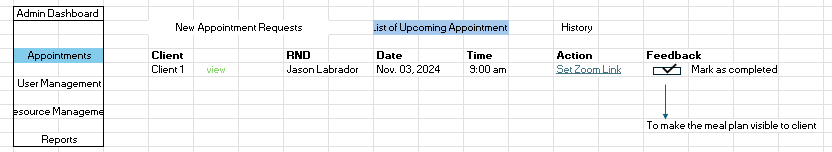 Admin Dashboard
New Appointment Requests
List of Upcoming Appointment
History
Appointments
Client RND Date Time Action Feedback
Client 1 view Jason Labrador Nov. 03, 2024 9:00 am Set Zoom Link Mark as completed
User Management
esource Manageme
To make the meal plan visible to client
Reports